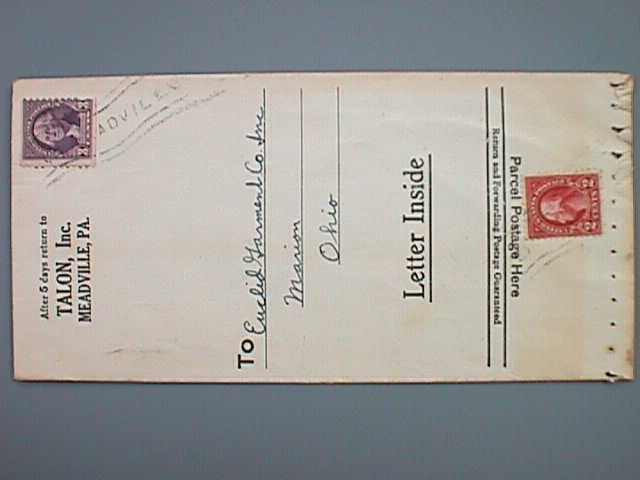 After 5 days return to
TALON, Inc.
MEADVILLE, PA.
TO Euclid Garment Co. Inc.
Marion
Ohio
Letter Inside
Return and Forwarding Postage Guaranteed
Parcel Postage Here